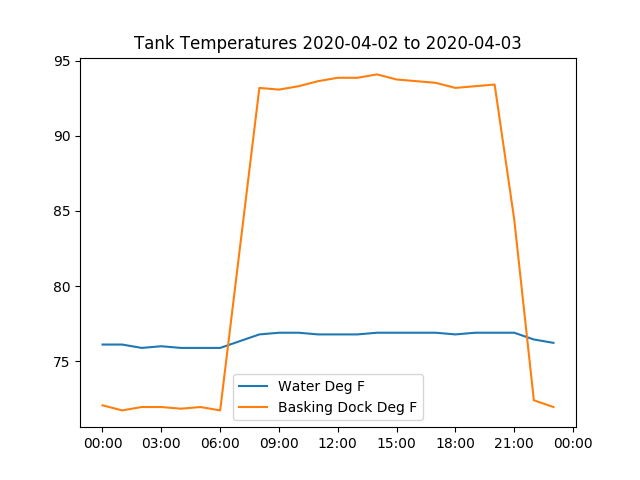 Tank Temperatures 2020-04-02 to 2020-04-03
95
90
85
80
75
Water Deg F
Basking Dock Deg F
00:00 03:00 06:00 09:00 12:00 15:00 18:00 21:00 00:00